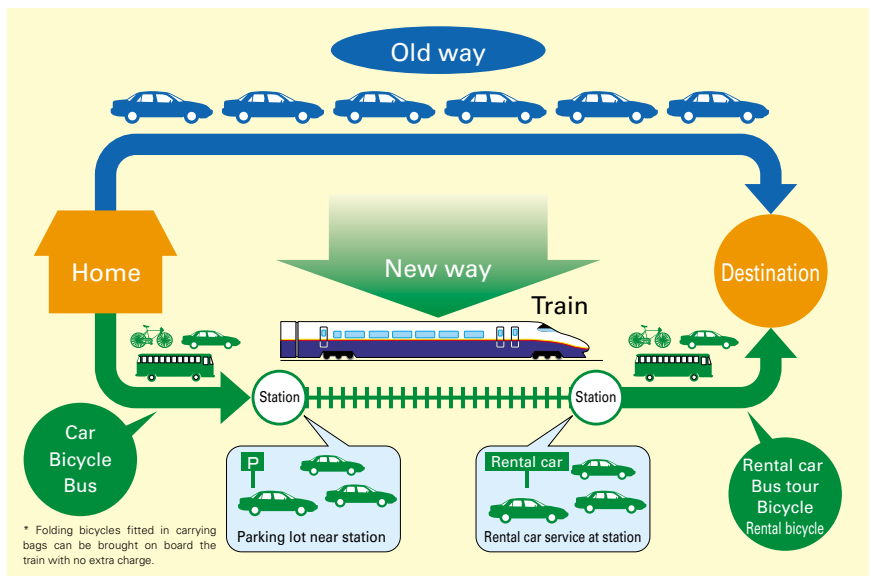 Old way
Home
New way
Destination
Train
Station
Station
Car
Bicycle
Bus
P
Parking lot near station
Rental car
Rental car service at station
Rental car
Bus tour
Bicycle
Rental bicycle
* Folding bicycles fitted in carrying
bags can be brought on board the
train with no extra charge.